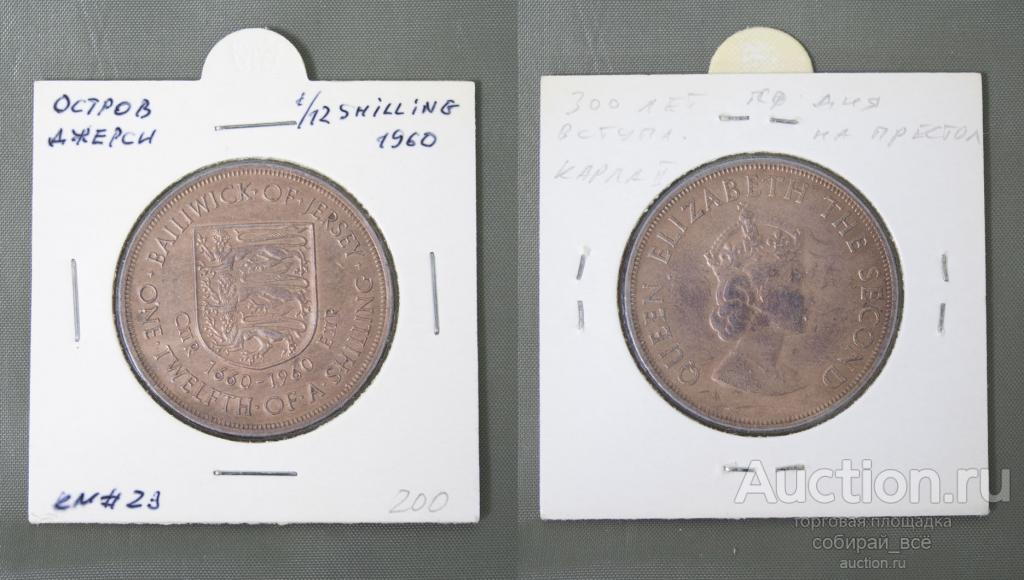 ОСТРОВ
ДЖЕРСИ
1/12 SHILLING
1960
BAILIWICK·OF·JERSEY·
ONE·TWELFTH·OF·A SHILLING·
1660-1960
КМ#23
200
300 ЛЕТ ДНЯ
ВСТУПЛ. НА ПРЕСТОЛ
КАРЛА II
QUEEN·ELIZABETH THE SECOND
Auction.ru
торговая площадка
собирай_всё
auction.ru